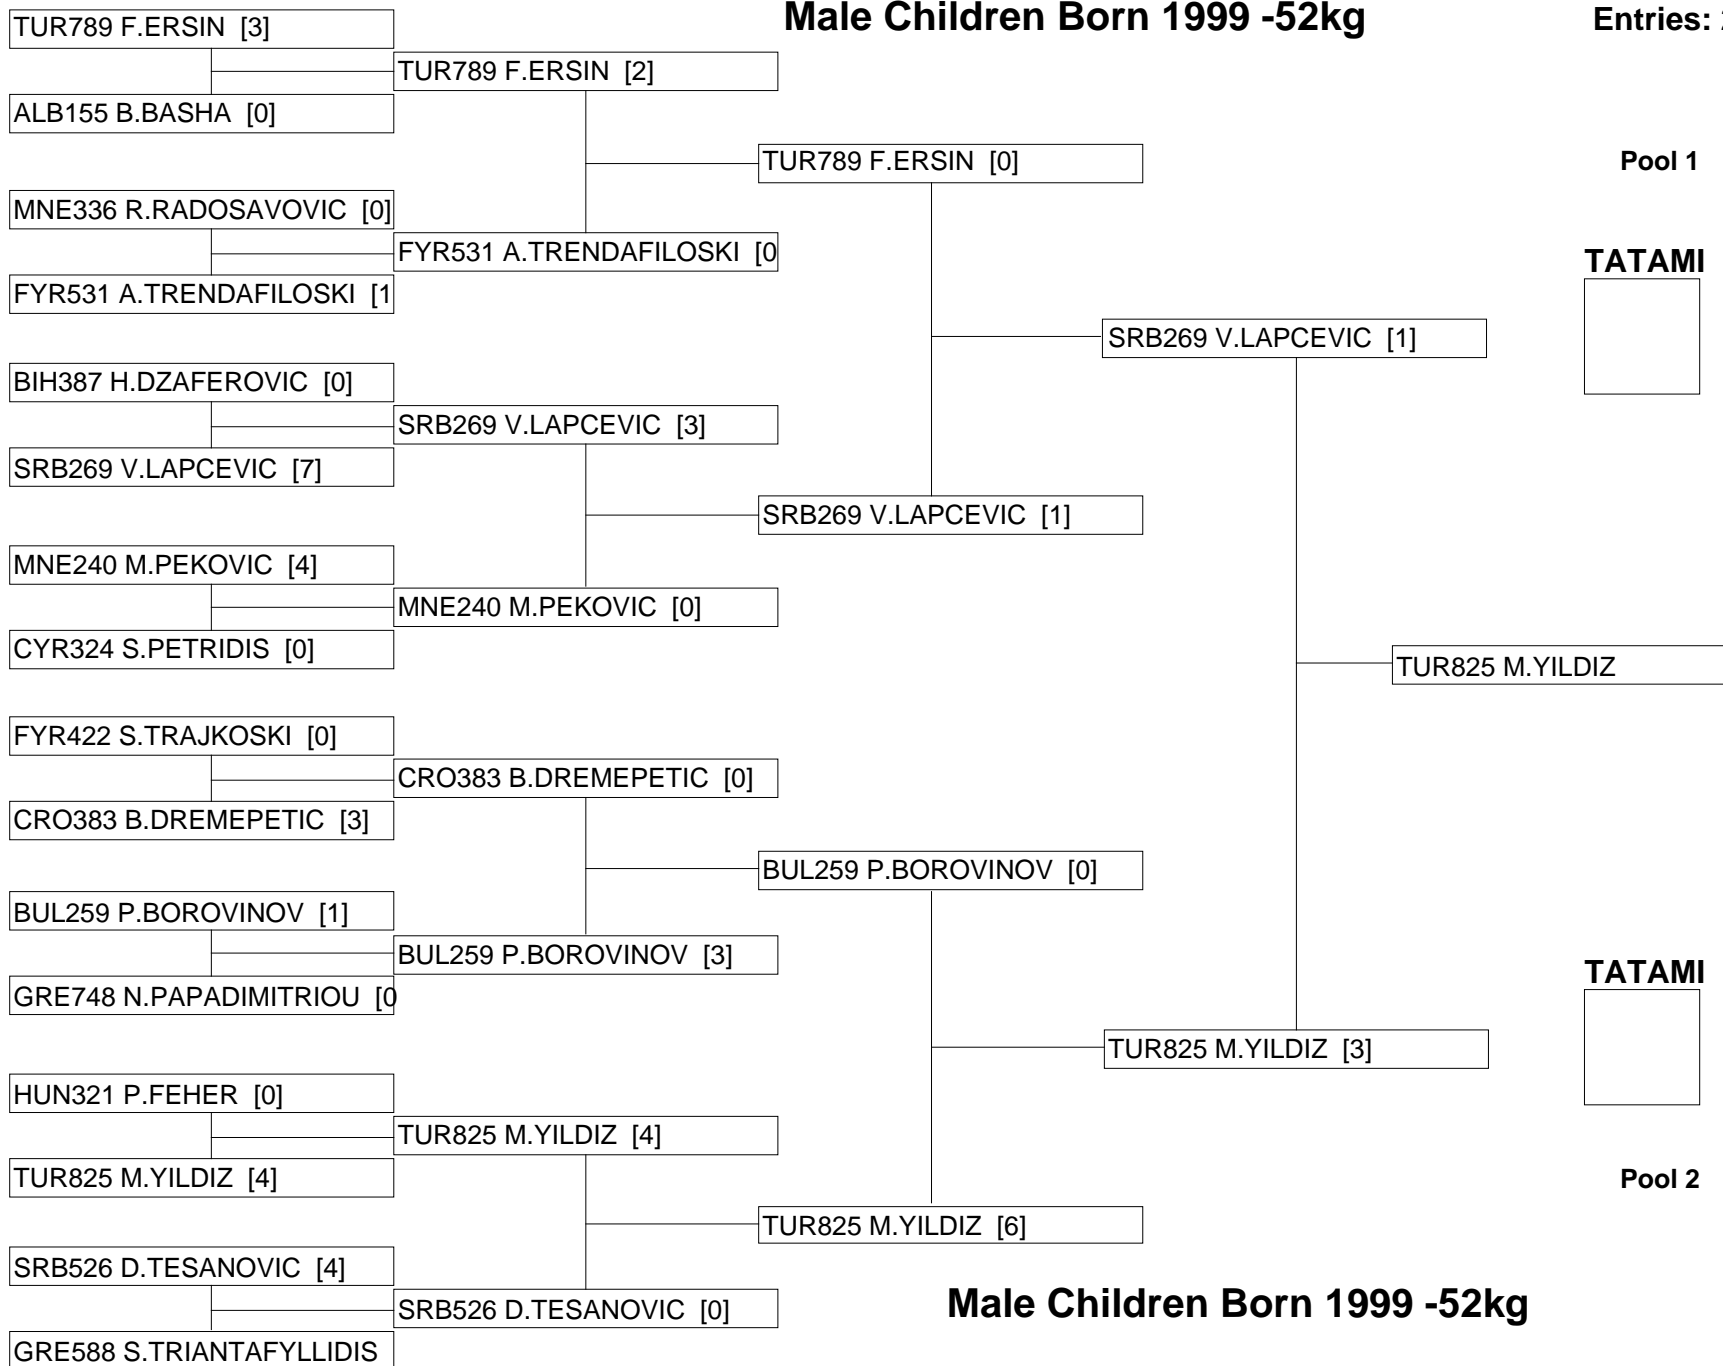 Male Children Born 1999 -52kg
Entries:
TUR789 F.ERSIN [3]
ALB155 B.BASHA [0]
MNE336 R.RADOSAVOVIC [0]
FYR531 A.TRENDAFILOSKI [1
BIH387 H.DZAFEROVIC [0]
SRB269 V.LAPCEVIC [7]
MNE240 M.PEKOVIC [4]
CYR324 S.PETRIDIS [0]
FYR422 S.TRAJKOSKI [0]
CRO383 B.DREMEPETIC [3]
BUL259 P.BOROVINOV [1]
GRE748 N.PAPADIMITRIOU [0
HUN321 P.FEHER [0]
TUR825 M.YILDIZ [4]
SRB526 D.TESANOVIC [4]
GRE588 S.TRIANTAFYLLIDIS
TUR789 F.ERSIN [2]
FYR531 A.TRENDAFILOSKI [0
SRB269 V.LAPCEVIC [3]
MNE240 M.PEKOVIC [0]
CRO383 B.DREMEPETIC [0]
BUL259 P.BOROVINOV [3]
TUR825 M.YILDIZ [4]
SRB526 D.TESANOVIC [0]
TUR789 F.ERSIN [0]
SRB269 V.LAPCEVIC [1]
BUL259 P.BOROVINOV [0]
TUR825 M.YILDIZ [6]
SRB269 V.LAPCEVIC [1]
TUR825 M.YILDIZ [3]
TUR825 M.YILDIZ
Pool 1
TATAMI
TATAMI
Pool 2
Male Children Born 1999 -52kg